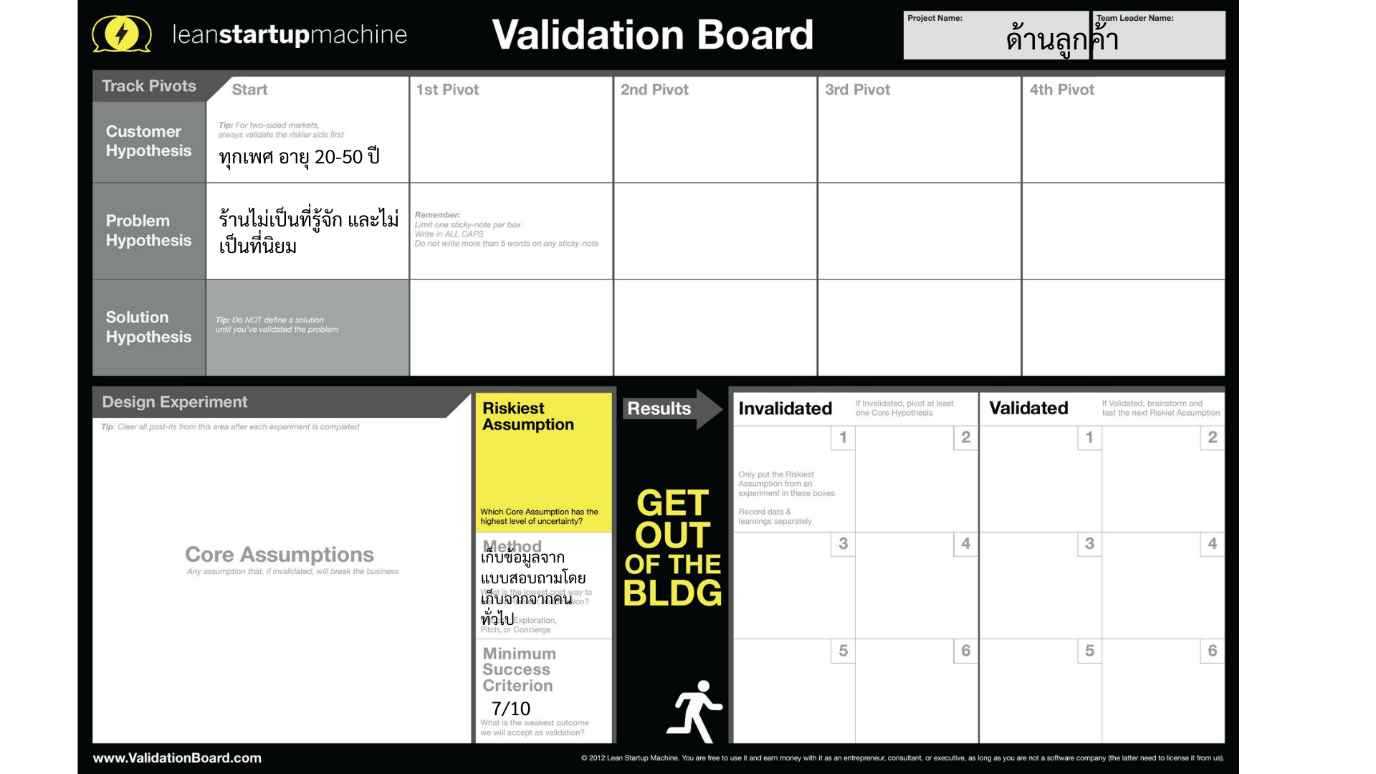 leanstartupmachine
Validation Board
Project Name:
Team Leader Name:
ด้านลูกค้า
Track Pivots
Start
1st Pivot
2nd Pivot
3rd Pivot
4th Pivot
Customer
Hypothesis
Tip: For two-sided markets,
always validate the riskier side first
ทุกเพศ อายุ 20-50 ปี
Problem
Hypothesis
ร้านไม่เป็นที่รู้จัก และไม่
เป็นที่นิยม
Remember:
Limit one sticky-note per box
Write in ALL CAPS
Do not write more than 5 words on any sticky-note
Solution
Hypothesis
Tip: Do NOT define a solution
until you've validated the problem
Design Experiment
Tip: Clear all post-its from this area after each experiment is completed
Core Assumptions
Any assumption that, if invalidated, will break the business
Riskiest
Assumption
Which Core Assumption has the
highest level of uncertainty?
Method
เก็บข้อมูลจาก
แบบสอบถามโดย
What is the lowest cost way to
เก็บจากจากคน
ทั่วไป
Exploration,
Pitch, or Concierge
Minimum
Success
Criterion
7/10
What is the weakest outcome
we will accept as validation?
Results
GET
OUT
OF THE
BLDG
Invalidated
If Invalidated, pivot at least
one Core Hypothesis
Validated
If Validated, brainstorm and
test the next Riskiet Assumption
1
2
1
2
Only put the Riskiest
Assumption from an
experiment in these boxes
Record data &
learnings separately
3
4
3
4
5
6
5
6
www.ValidationBoard.com
© 2012 Lean Startup Machine. You are free to use it and earn money with it as an entrepreneur, consultant, or executive, as long as you are not a software company (the latter need to license it from us).